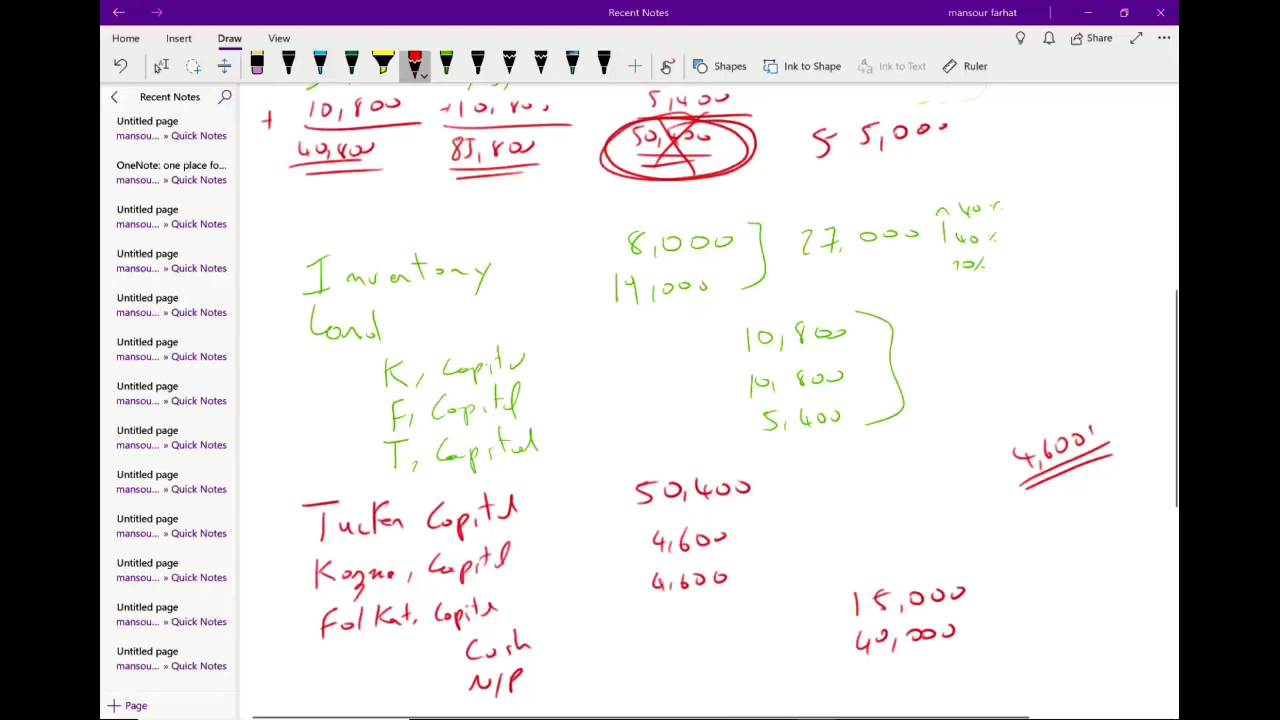 Recent Notes
mansour farhat
Home Insert Draw View
Share
Shapes Ink to Shape Ink to Text Ruler
Recent Notes
Untitled page
mansou... » Quick Notes
OneNote: one place fo...
mansou... » Quick Notes
Untitled page
mansou... » Quick Notes
Untitled page
mansou... » Quick Notes
Untitled page
mansou... » Quick Notes
Untitled page
mansou... » Quick Notes
Untitled page
mansou... » Quick Notes
Untitled page
mansou... » Quick Notes
Untitled page
mansou... » Quick Notes
Untitled page
mansou... » Quick Notes
Untitled page
mansou... » Quick Notes
Untitled page
mansou... » Quick Notes
Untitled page
mansou... » Quick Notes
+ Page
+ 10,800 +10,800 5,400
40,800 85,800 50,400 55,000
40%
Inventory 8,000 27,000 40%
Land 19,000
K, Capital 10,800
F, Capital 10,800
T, Capital 5,400
4,600
Tucker Capital 50,400
Capital 4,600
Capital 4,600
Cash 15,000
N/P 40,000